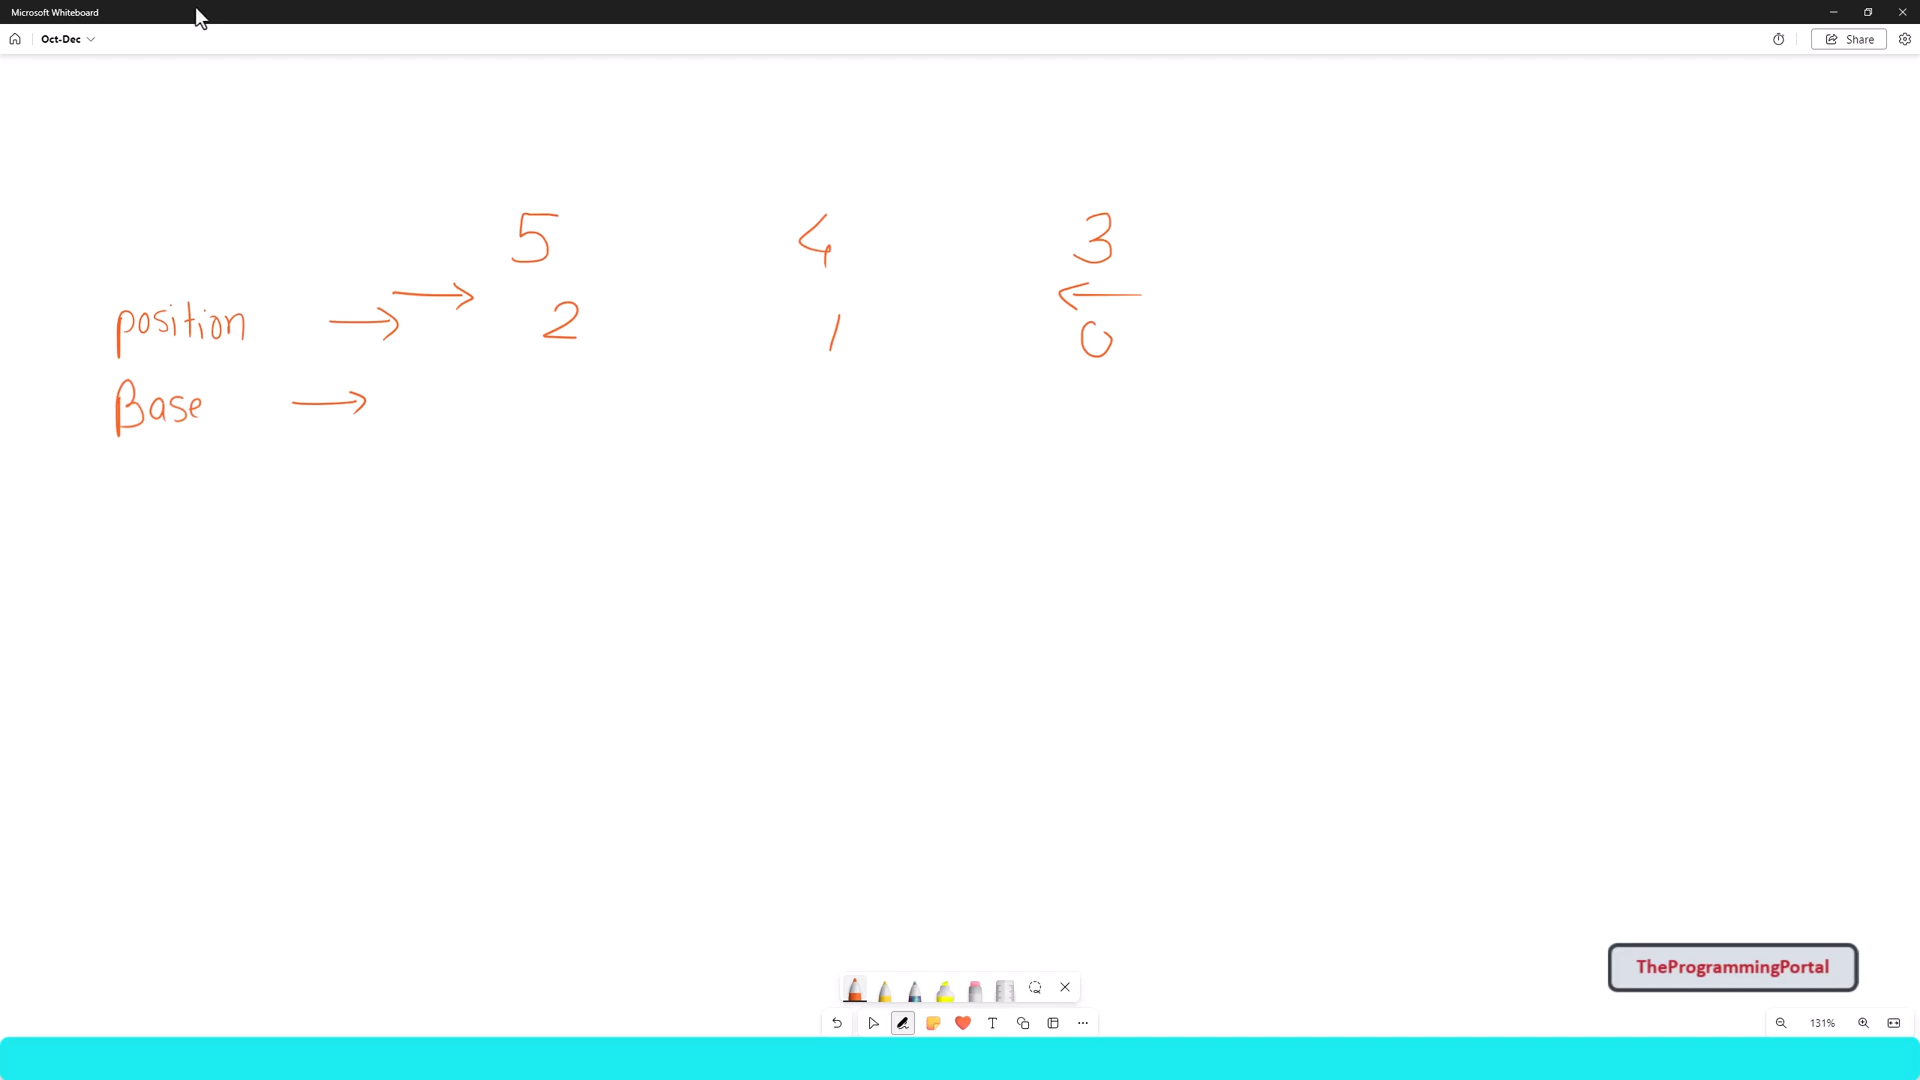 Microsoft Whiteboard
Oct-Dec
Share
5 4 3
position → → 2 1 ← 0
Base →
TheProgrammingPortal
T
131%